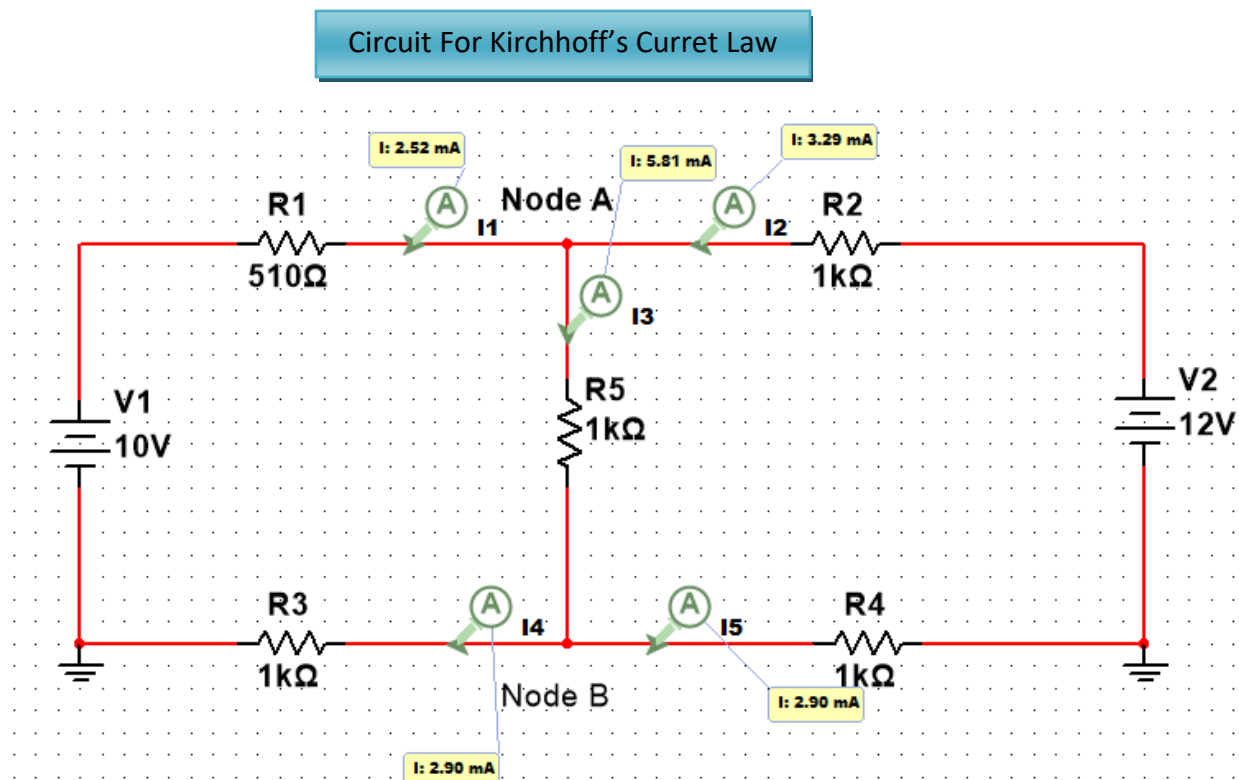 Circuit For Kirchhoff's Curret Law
I: 2.52 mA
I: 5.81 mA
I: 3.29 mA
R1
A
Node A
A
R2
I1
I2
510Ω
1kΩ
A
I3
V1
10V
R5
1kΩ
V2
12V
R3
A
I4
A
I5
R4
1kΩ
1kΩ
Node B
I: 2.90 mA
I: 2.90 mA